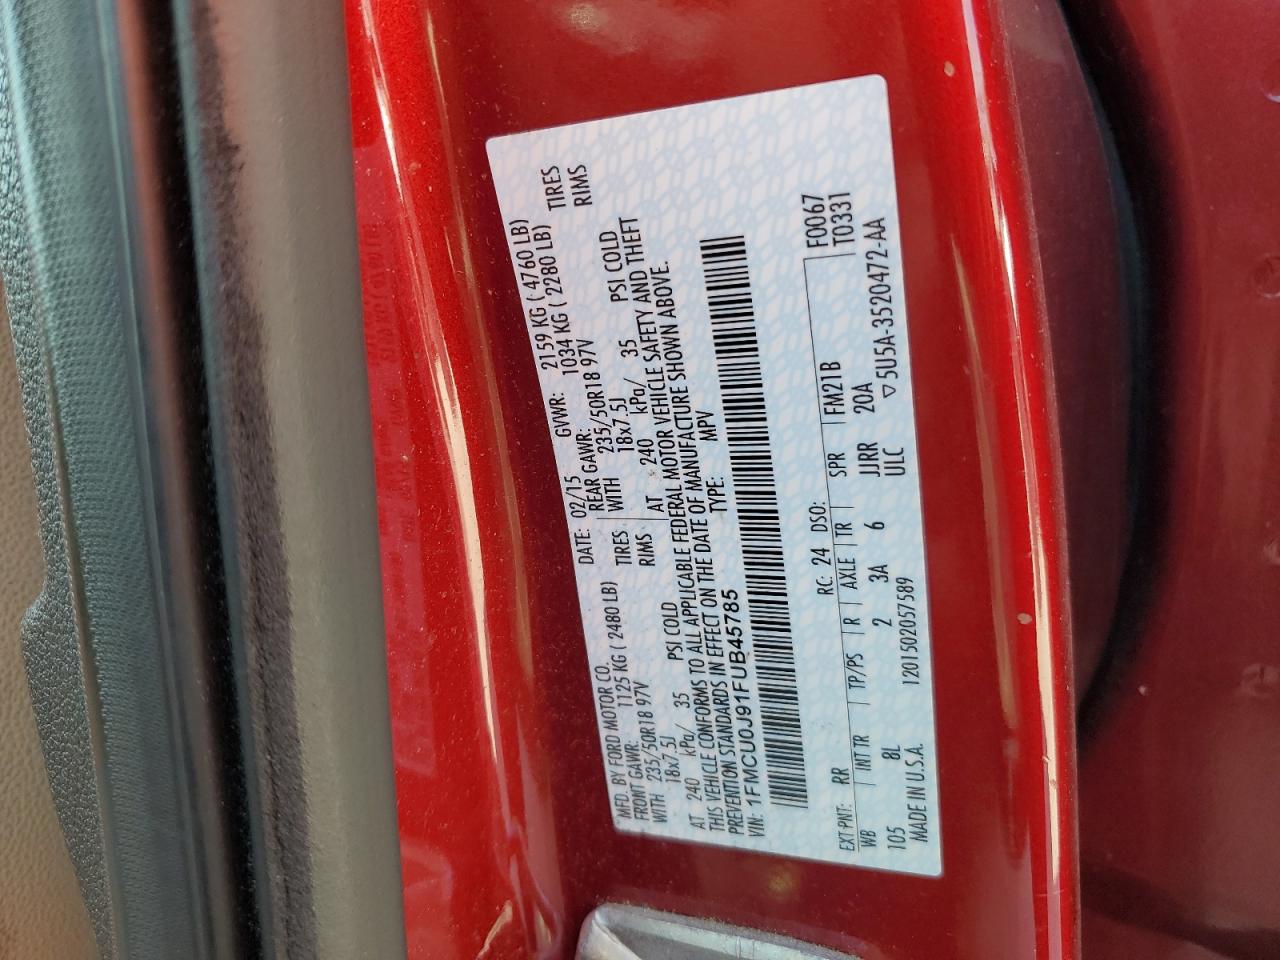 MFD. BY FORD MOTOR CO.
DATE: 02/15 GVWR: 2159 KG ( 4760 LB)
FRONT GAWR: 1125 KG ( 2480 LB) REAR GAWR: 1034 KG ( 2280 LB)
WITH 235/50R18 97V TIRES WITH 235/50R18 97V TIRES
18x7.5J RIMS 18x7.5J RIMS
AT 240 kPa/ 35 PSI COLD AT 240 kPa/ 35 PSI COLD
THIS VEHICLE CONFORMS TO ALL APPLICABLE FEDERAL MOTOR VEHICLE SAFETY AND THEFT
PREVENTION STANDARDS IN EFFECT ON THE DATE OF MANUFACTURE SHOWN ABOVE.
VIN: 1FMCU0J91FUB45785 TYPE: MPV
EXT PNT: RR RC: 24 DSO: F0067
WB INT TR TP/PS R AXLE TR SPR FM21B T0331
105 8L 2 3A 6 JJRR 20A
MADE IN U.S.A. 1201502057589 ULC ▽5U5A-3520472-AA